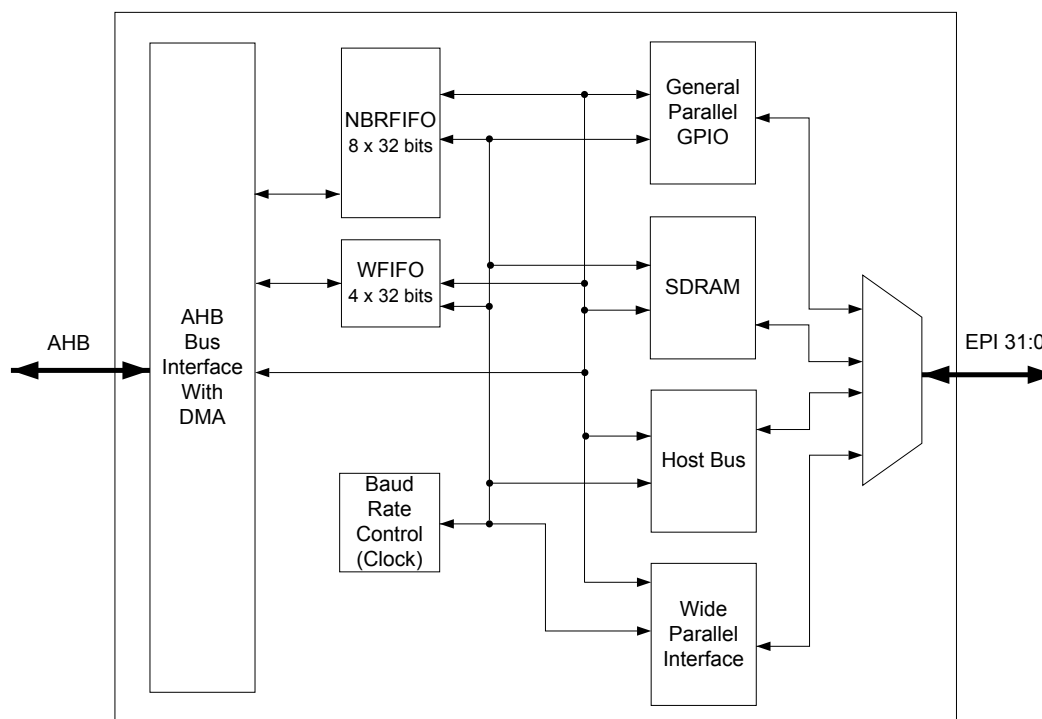 AHB
AHB
Bus
Interface
With
DMA
NBRFIFO
8 x 32 bits
WFIFO
4 x 32 bits
Baud
Rate
Control
(Clock)
General
Parallel
GPIO
SDRAM
Host Bus
Wide
Parallel
Interface
EPI 31:0